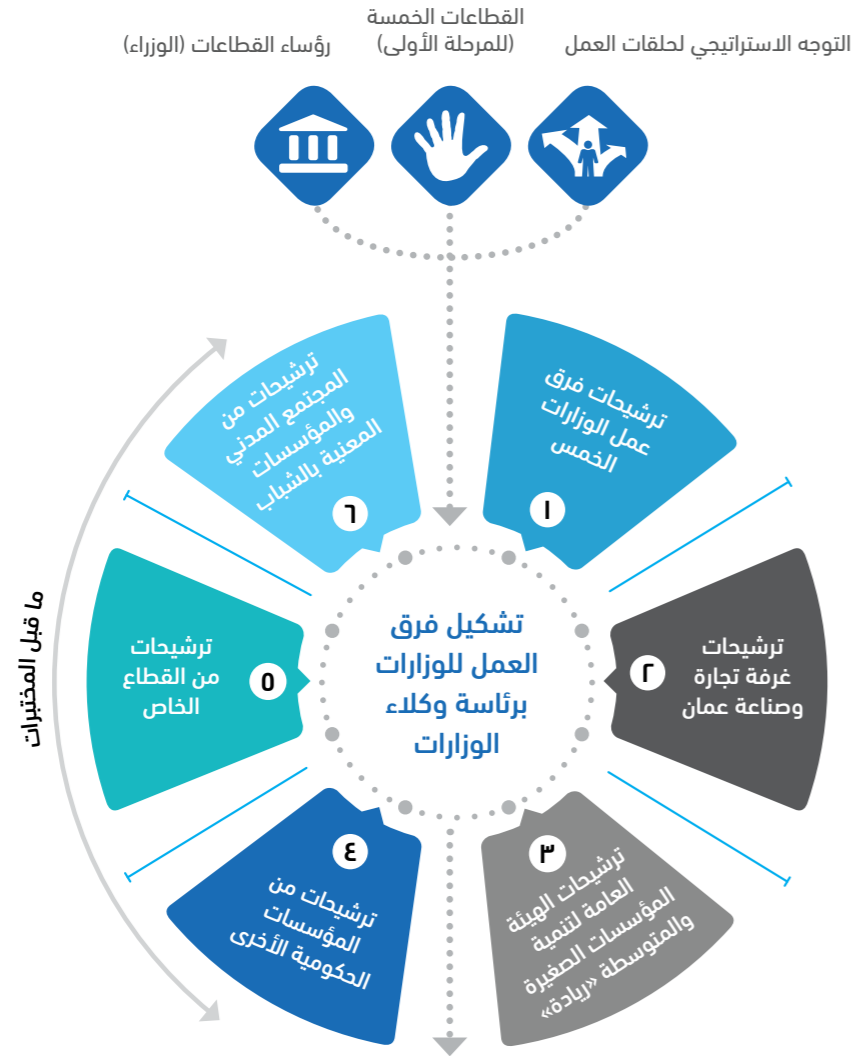 التوجه الاستراتيجي لحلقات العمل
القطاعات الخمسة
(للمرحلة الأولى)
رؤساء القطاعات (الوزراء)
ترشيحات فرق
عمل الوزارات
الخمس
١
ترشيحات
غرفة تجارة
وصناعة عمان
٢
٣
ترشيحات الهيئة
العامة لتنمية
المؤسسات الصغيرة
والمتوسطة «ريادة»
٤
ترشيحات من
المؤسسات
الحكومية الأخرى
ترشيحات
من القطاع
الخاص
٥
ترشيحات من
المجتمع المدني
والمؤسسات
المعنية بالشباب
٦
تشكيل فرق
العمل للوزارات
برئاسة وكلاء
الوزارات
ما قبل المختبرات